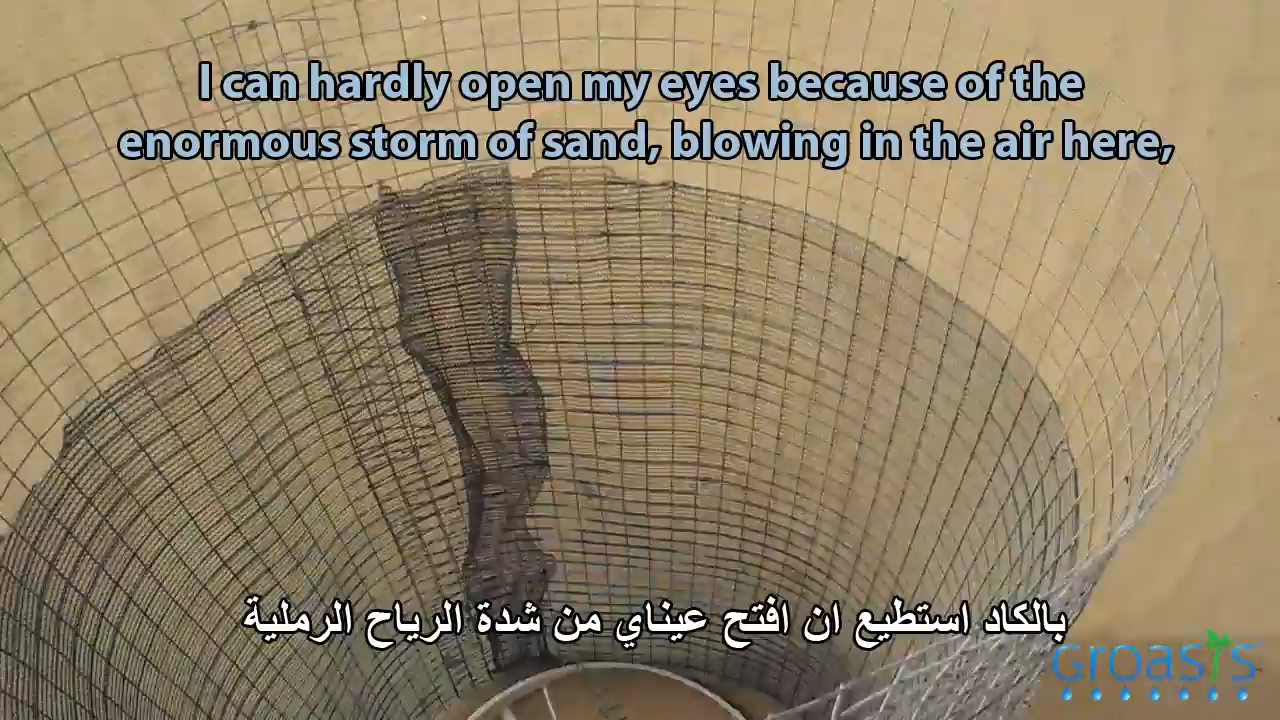 I can hardly open my eyes because of the
enormous storm of sand, blowing in the air here,
بالكاد استطيع ان افتح عيناي من شدة الرياح الرملية
GROASIS